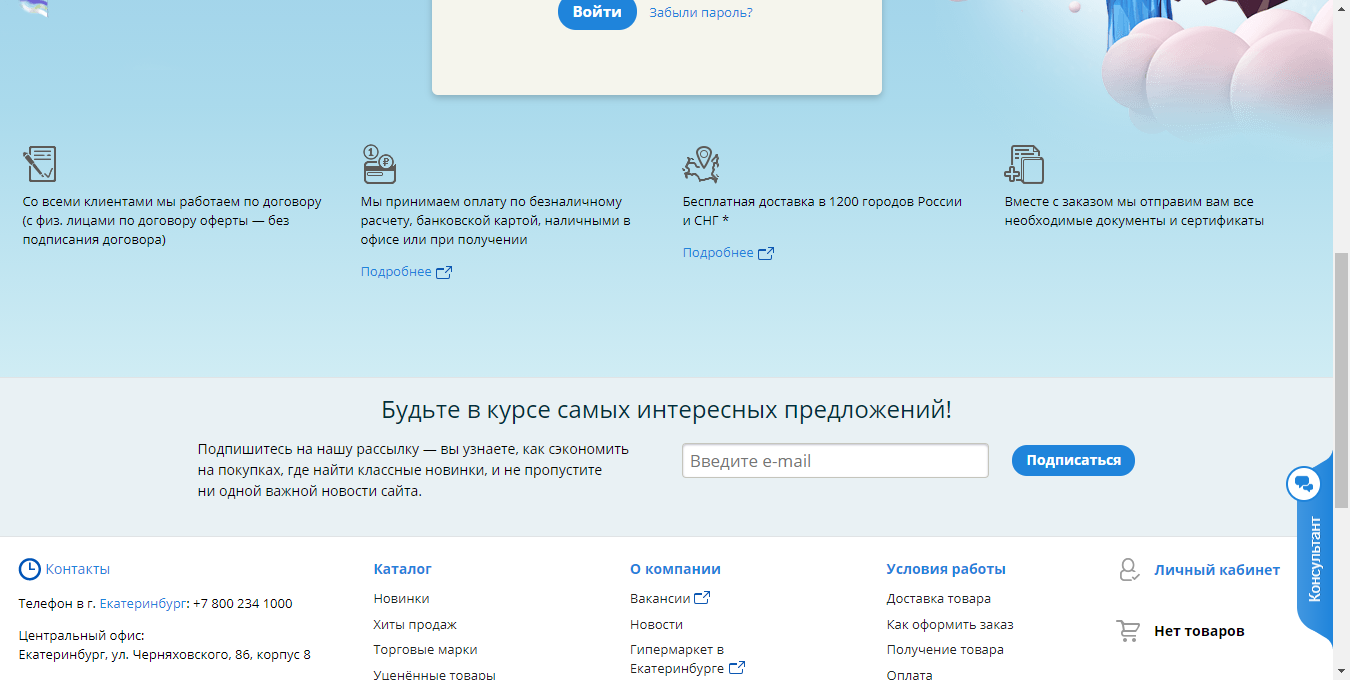 Войти Забыли пароль?
Со всеми клиентами мы работаем по договору
(с физ. лицами по договору оферты — без
подписания договора)
Мы принимаем оплату по безналичному
расчету, банковской картой, наличными в
офисе или при получении
Подробнее
Бесплатная доставка в 1200 городов России
и СНГ *
Подробнее
Вместе с заказом мы отправим вам все
необходимые документы и сертификаты
Будьте в курсе самых интересных предложений!
Подпишитесь на нашу рассылку — вы узнаете, как сэкономить
на покупках, где найти классные новинки, и не пропустите
ни одной важной новости сайта.
Введите e-mail
Подписаться
Консультант
Контакты
Телефон в г. Екатеринбург: +7 800 234 1000
Центральный офис:
Екатеринбург, ул. Черняховского, 86, корпус 8
Каталог
Новинки
Хиты продаж
Торговые марки
Уценённые товары
О компании
Вакансии
Новости
Гипермаркет в
Екатеринбурге
Условия работы
Доставка товара
Как оформить заказ
Получение товара
Оплата
Личный кабинет
Нет товаров